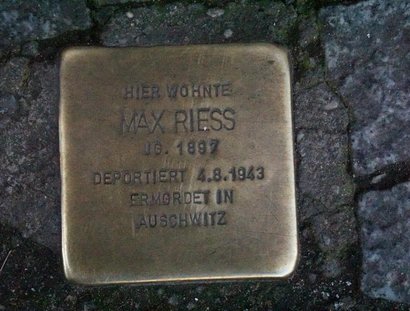 HIER WOHNTE
MAX RIESS
JG. 1897
DEPORTIERT 4.8.1943
ERMORDET IN
AUSCHWITZ